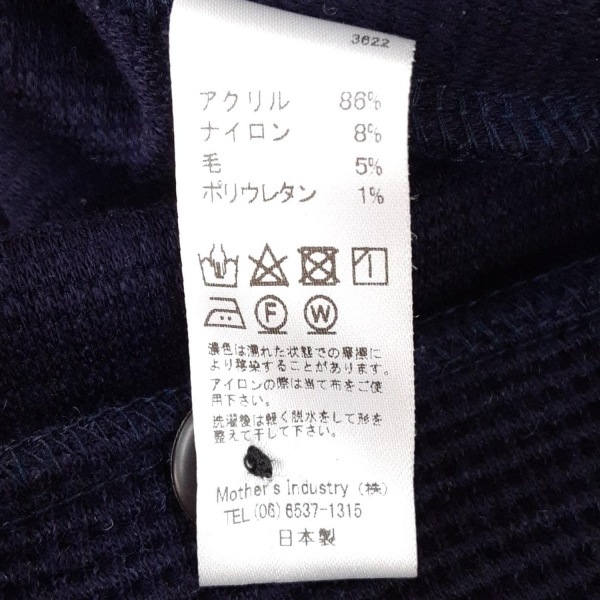 3622
アクリル 86%
ナイロン 8%
毛 5%
ポリウレタン 1%
F W
濃色は濡れた状態での摩擦に
より移染することがあります。
アイロンの際は当て布をご使
用下さい。
洗濯後は軽く脱水をして形を
整えて干して下さい。
Mother's Industry (株)
TEL (06) 6537-1315
日本製